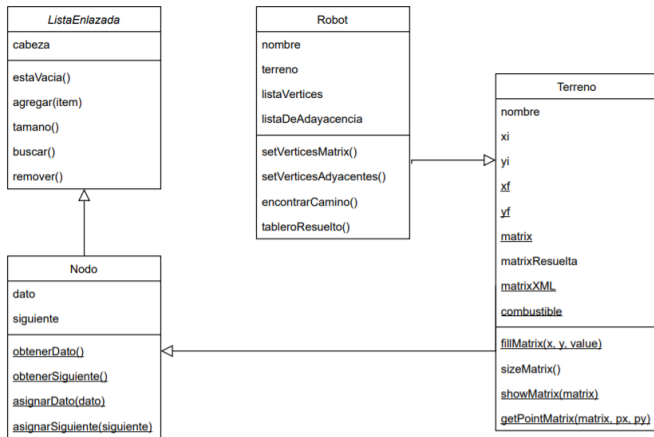 ListaEnlazada
cabeza
estaVacia()
agregar(item)
tamano()
buscar()
remover()
Robot
nombre
terreno
listaVertices
listaDeAdayacencia
setVerticesMatrix()
setVerticesAdyacentes()
encontrarCamino()
tableroResuelto()
Terreno
nombre
xi
yi
xf
yf
matrix
matrixResuelta
matrixXML
combustible
fillMatrix(x, y, value)
sizeMatrix()
showMatrix(matrix)
getPointMatrix(matrix, px, py)
Nodo
dato
siguiente
obtenerDato()
obtenerSiguiente()
asignarDato(dato)
asignarSiguiente(siguiente)